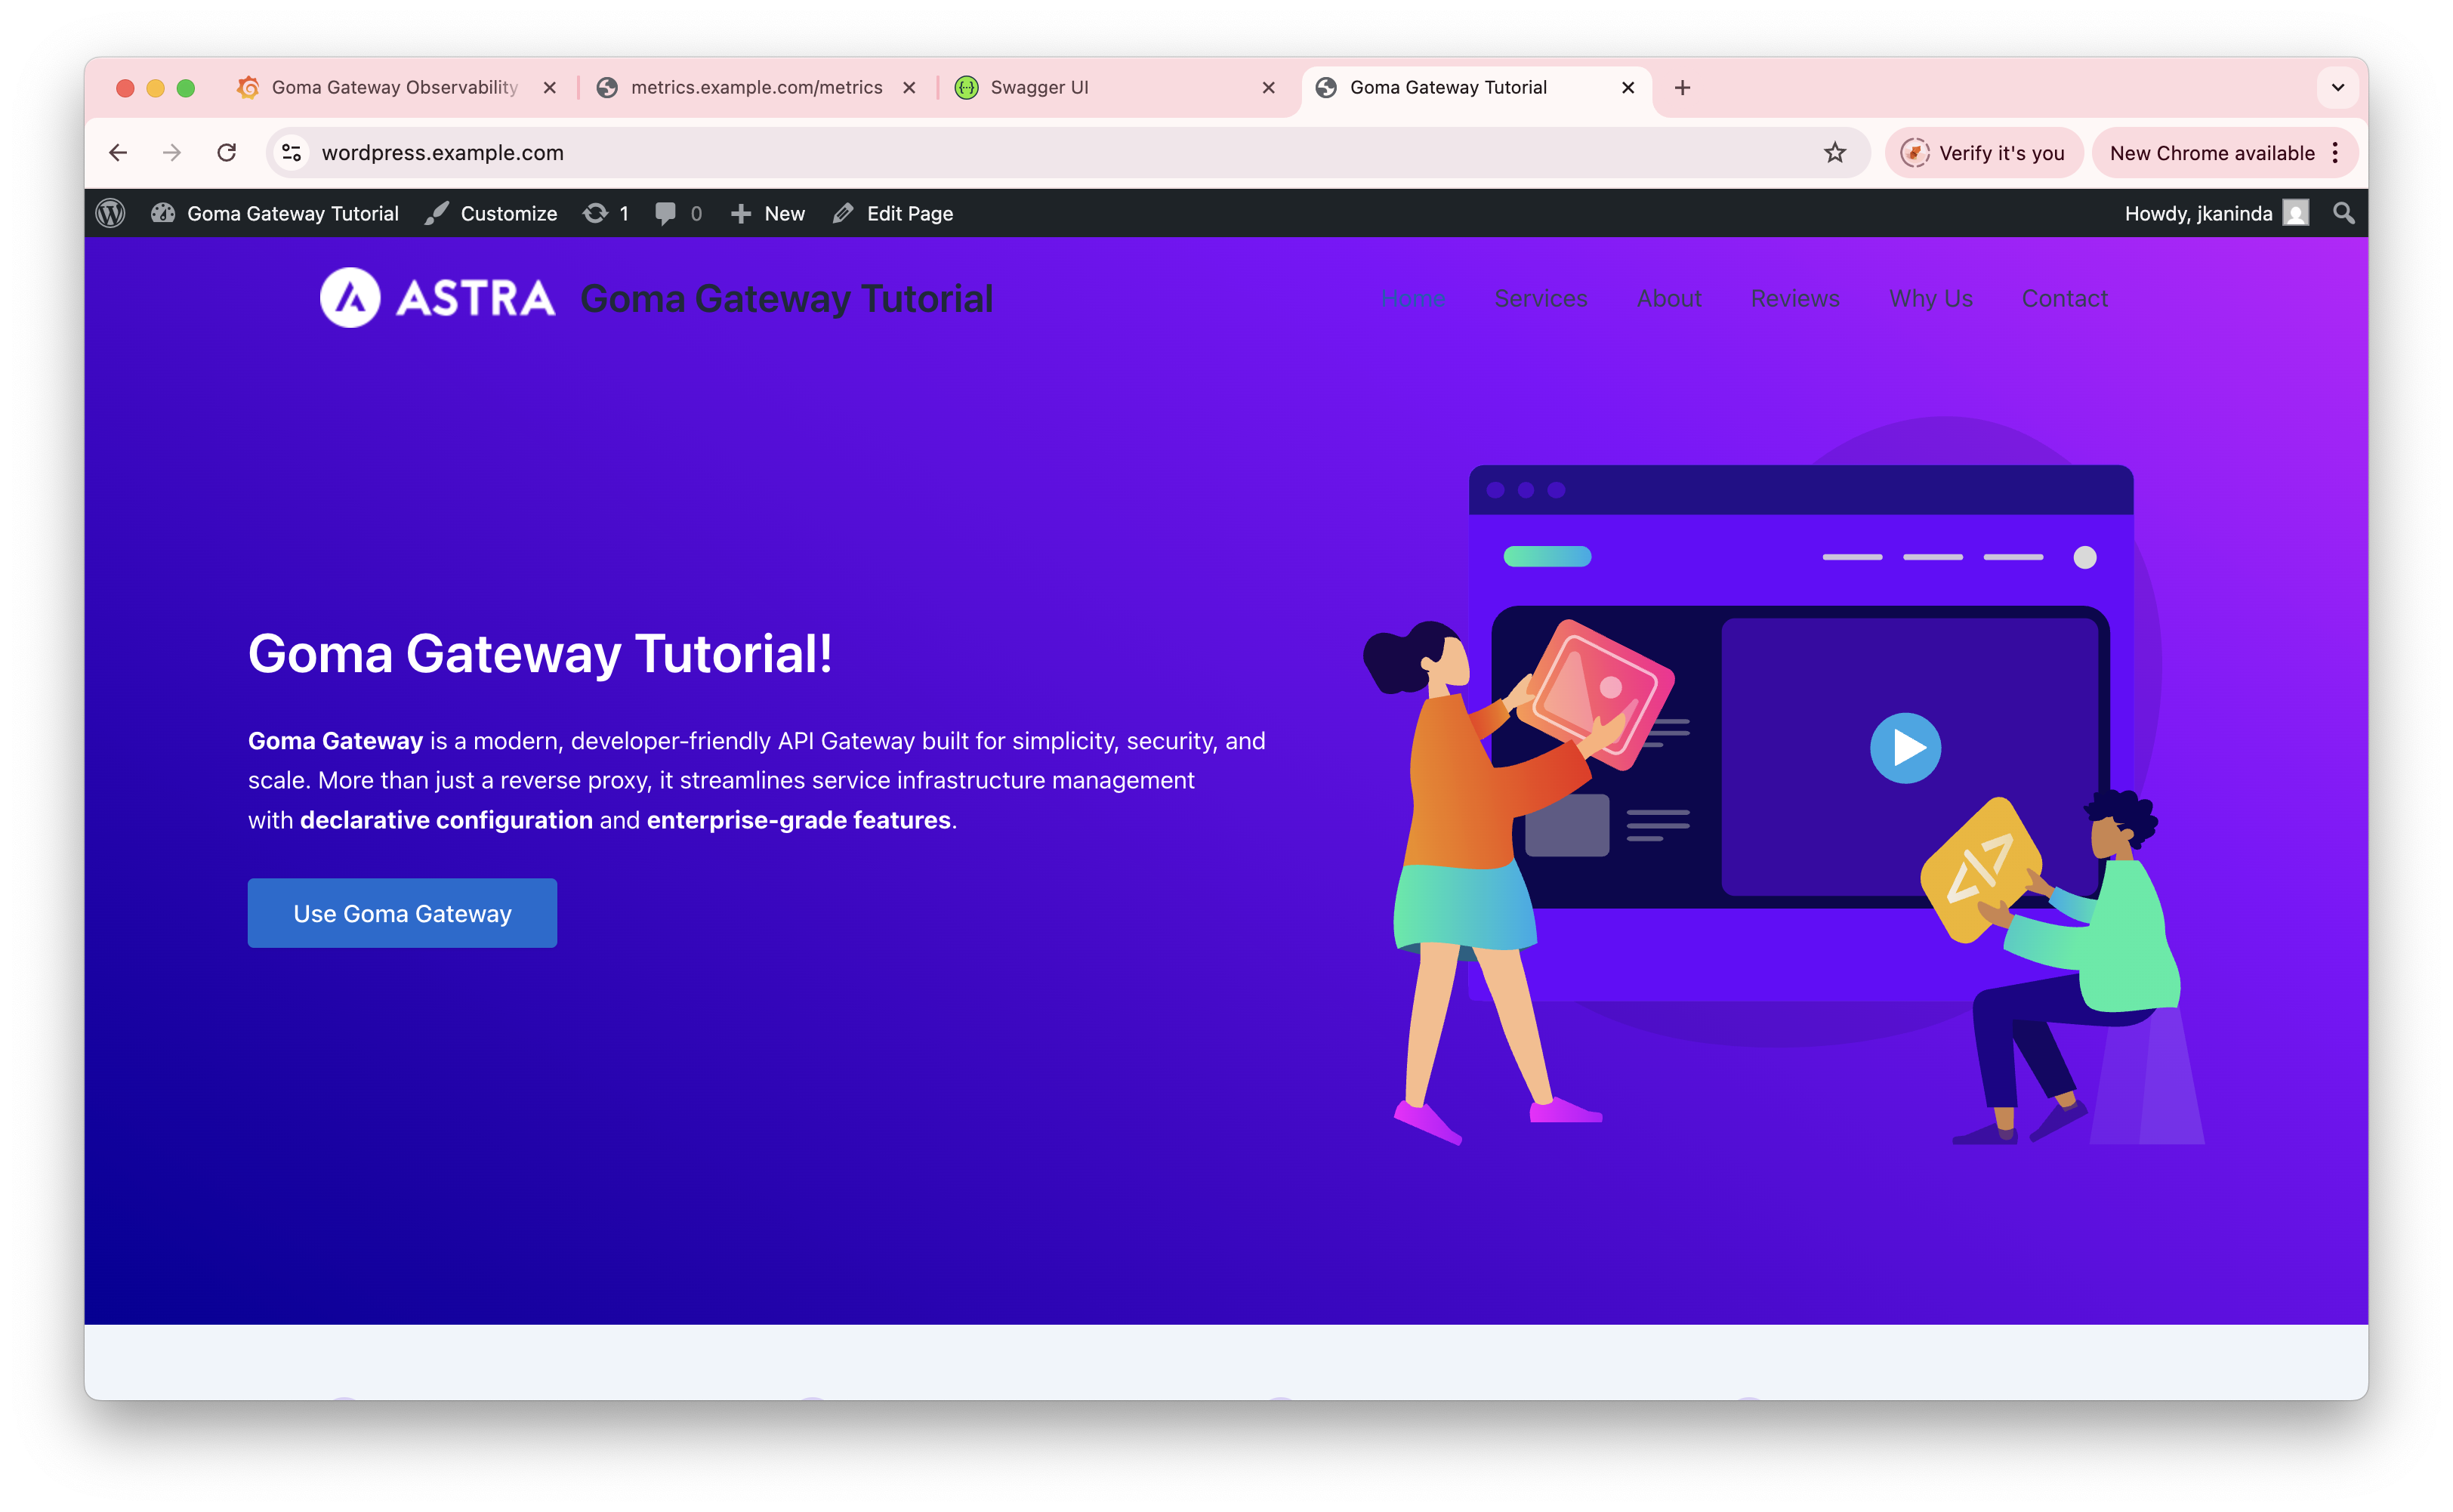 Goma Gateway Observability
metrics.example.com/metrics
Swagger UI
Goma Gateway Tutorial
wordpress.example.com
Verify it's you
New Chrome available
Goma Gateway Tutorial
Customize
1
0
New
Edit Page
Howdy, jkaninda
ASTRA
Goma Gateway Tutorial
Home
Services
About
Reviews
Why Us
Contact
Goma Gateway Tutorial!
Goma Gateway is a modern, developer-friendly API Gateway built for simplicity, security, and
scale. More than just a reverse proxy, it streamlines service infrastructure management
with declarative configuration and enterprise-grade features.
Use Goma Gateway